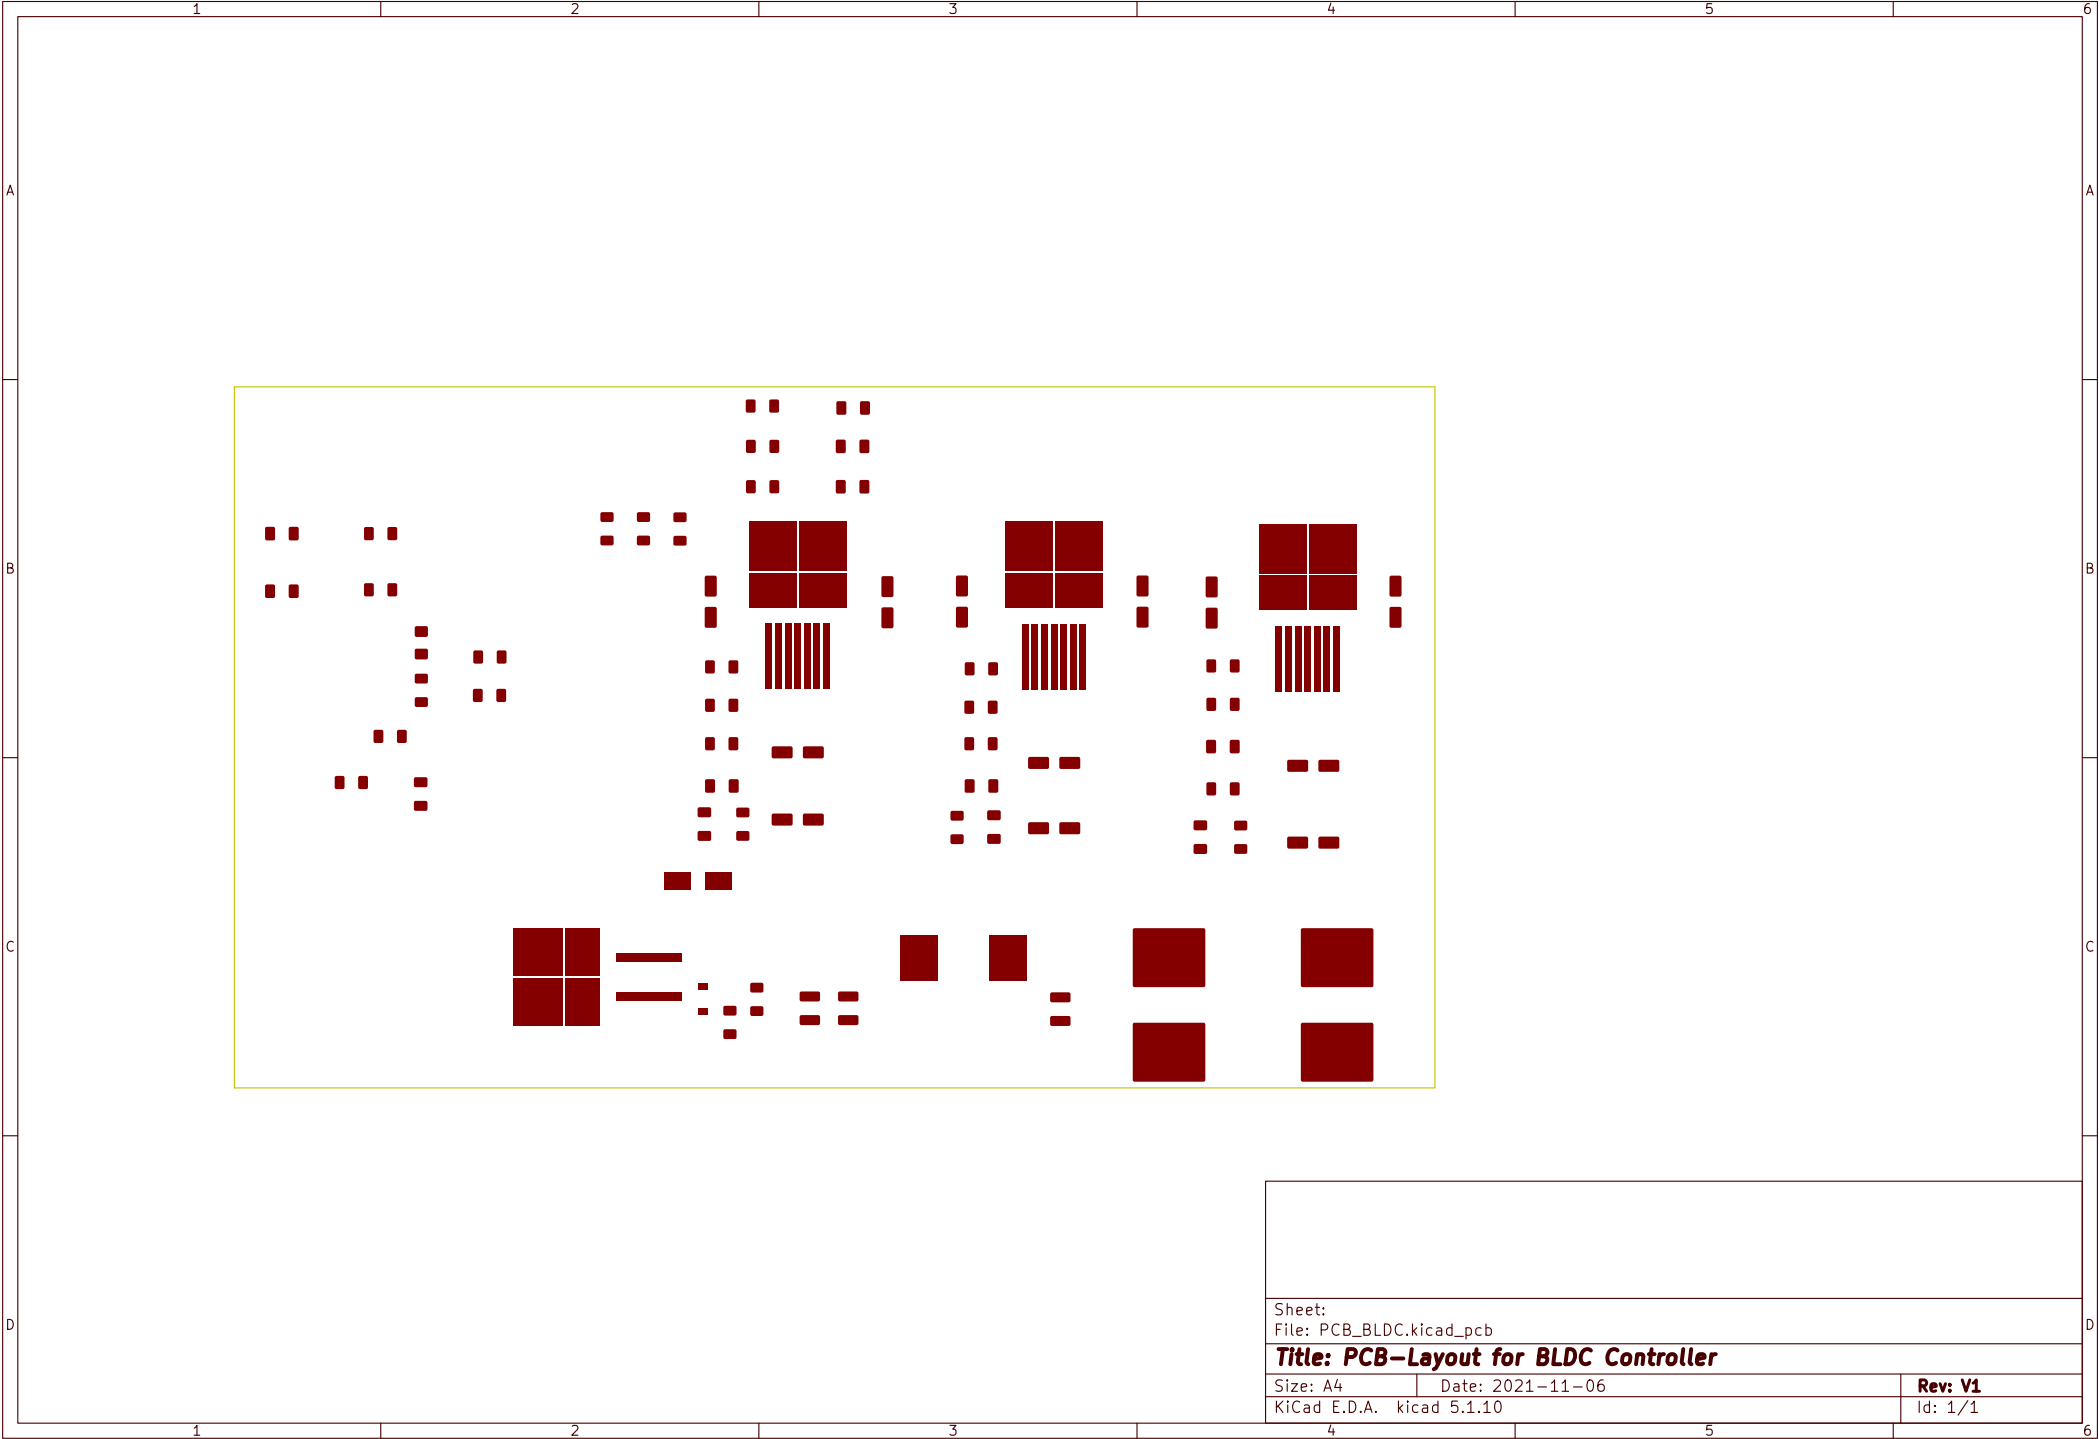 1 2 3 4 5 6
A A
B B
C C
D D
Sheet:
File: PCB_BLDC.kicad_pcb
Title: PCB-Layout for BLDC Controller
Size: A4 Date: 2021-11-06 Rev: V1
KiCad E.D.A. kicad 5.1.10 Id: 1/1
1 2 3 4 5 6